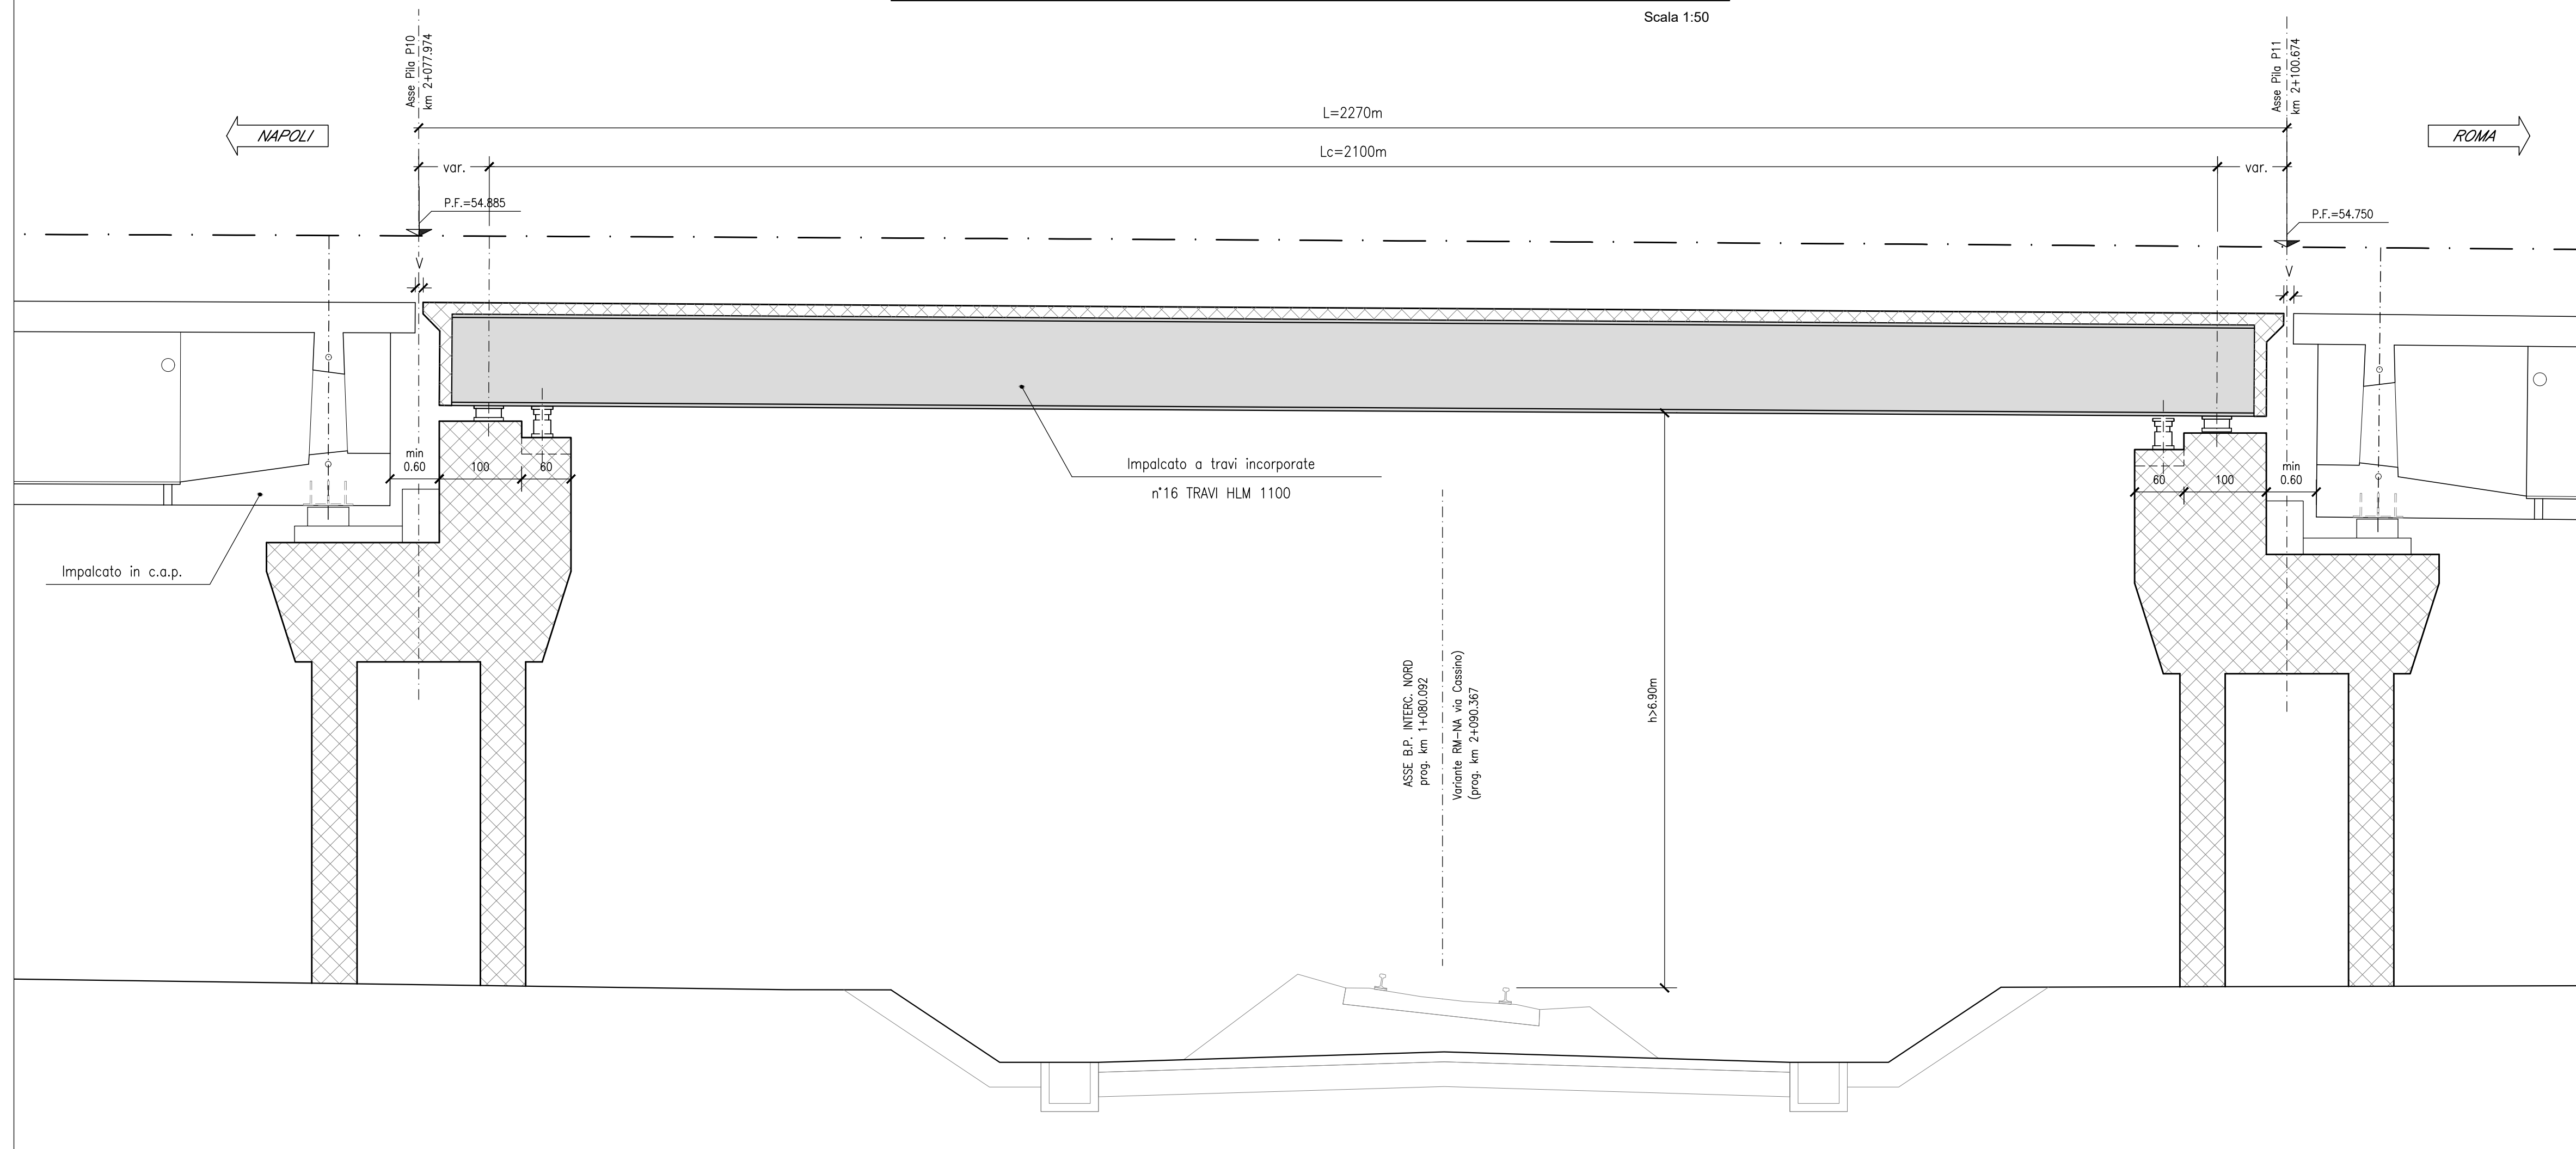 Scala 1:50
Asse Pila P10
km 2+077.974
Asse Pila P11
km 2+100.674
L=2270m
NAPOLI
ROMA
var.
Lc=2100m
var.
P.F.=54.885
P.F.=54.750
V
V
min
0.60
100
60
Impalcato a travi incorporate
n°16 TRAVI HLM 1100
60
100
min
0.60
Impalcato in c.a.p.
ASSE B.P. INTERC. NORD
prog. km 1+080.092
Variante RM-NA via Cassino)
(prog. km 2+090.367
h>6.90m